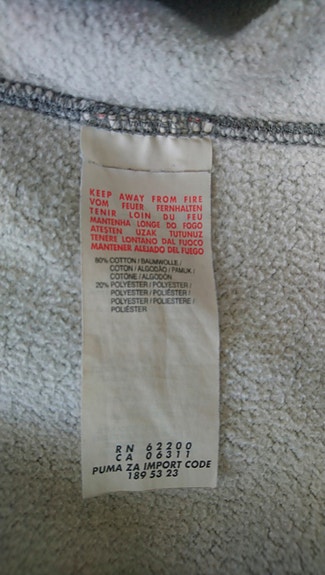 KEEP AWAY FROM FIRE
VOM FEUER FERNHALTEN
TENIR LOIN DU FEU
MANTENHA LONGE DO FOGO
ATESTEN UZAK TUTUNUZ
TENERE LONTANO DAL FUOCO
MANTENER ALEJADO DEL FUEGO
80% COTTON / BAUMWOLLE /
COTON / ALGODÃO / PAMUK /
COTONE / ALGODÓN
20% POLYESTER / POLYESTER /
POLYESTER / POLIÉSTER /
POLYESTER / POLIESTERE /
POLIÉSTER
RN 62200
CA 06311
PUMA ZA IMPORT CODE
189 53 23